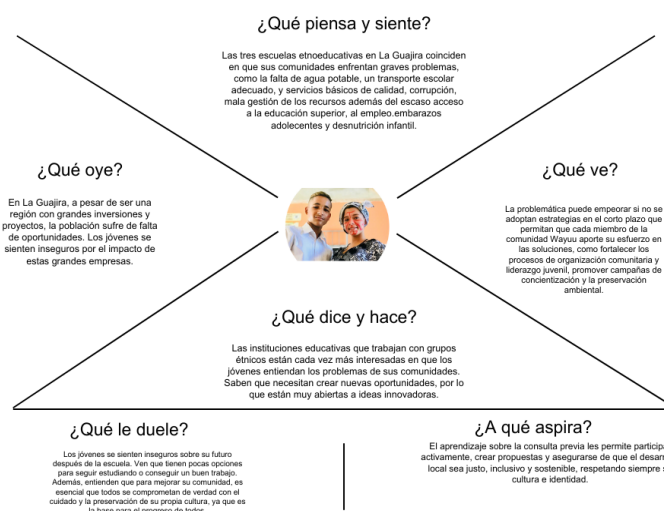 ¿Qué piensa y siente?
Las tres escuelas etnoeducativas en La Guajira coinciden
en que sus comunidades enfrentan graves problemas,
como la falta de agua potable, un transporte escolar
adecuado, y servicios básicos de calidad, corrupción,
mala gestión de los recursos además del escaso acceso
a la educación superior, al empleo.embarazos
adolecentes y desnutrición infantil.
¿Qué oye?
En La Guajira, a pesar de ser una
región con grandes inversiones y
proyectos, la población sufre de falta
de oportunidades. Los jóvenes se
sienten inseguros por el impacto de
estas grandes empresas.
¿Qué ve?
La problemática puede empeorar si no se
adoptan estrategias en el corto plazo que
permitan que cada miembro de la
comunidad Wayuu aporte su esfuerzo en
las soluciones, como fortalecer los
procesos de organización comunitaria y
liderazgo juvenil, promover campañas de
concientización y la preservación
ambiental.
¿Qué dice y hace?
Las instituciones educativas que trabajan con grupos
étnicos están cada vez más interesadas en que los
jóvenes entiendan los problemas de sus comunidades.
Saben que necesitan crear nuevas oportunidades, por lo
que están muy abiertas a ideas innovadoras.
¿Qué le duele?
Los jóvenes se sienten inseguros sobre su futuro
después de la escuela. Ven que tienen pocas opciones
para seguir estudiando o conseguir un buen trabajo.
Además, entienden que para mejorar su comunidad, es
esencial que todos se comprometan de verdad con el
cuidado y la preservación de su propia cultura, ya que es
la base para el progreso de todos.
¿A qué aspira?
El aprendizaje sobre la consulta previa les permite particip
activamente, crear propuestas y asegurarse de que el desar
local sea justo, inclusivo y sostenible, respetando siempre s
cultura e identidad.